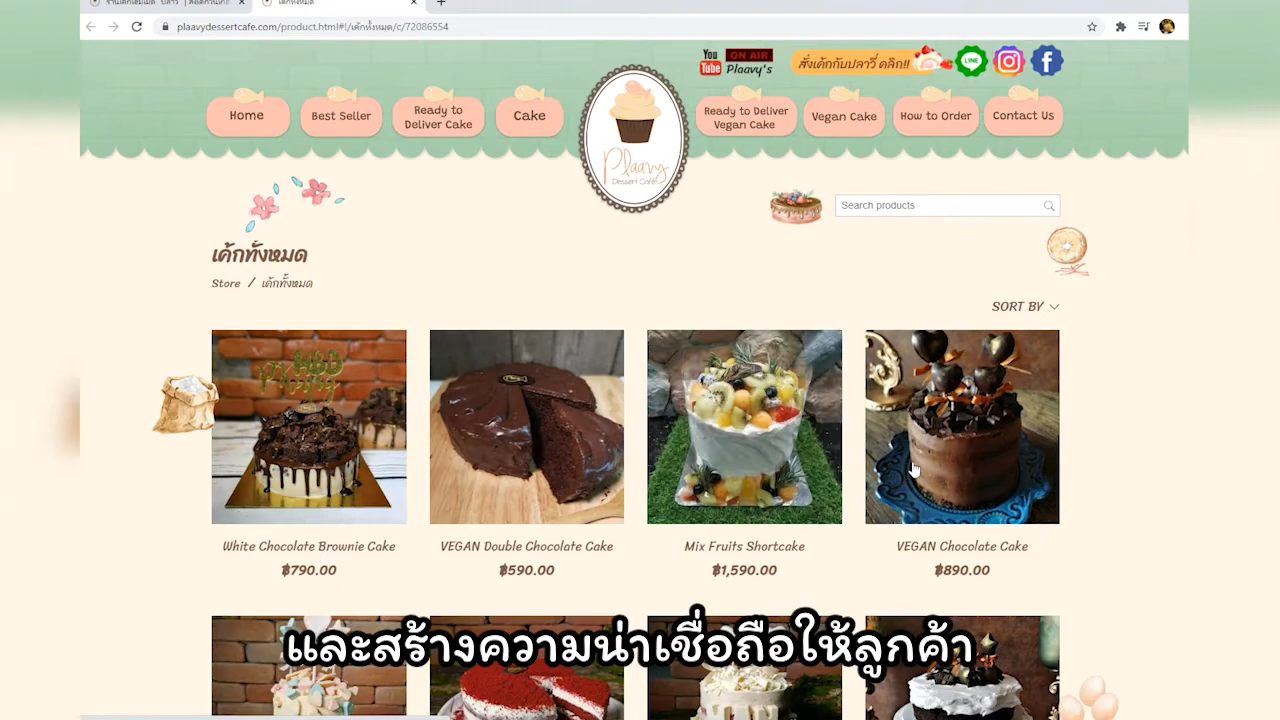 plaavydessertcafe.com/product.html#!/เค้กทั้งหมด/c/72086554
You Tube ON AIR Plaavy's
สั่งเค้กกับปลาวี่ คลิก!!
LINE
Home
Best Seller
Ready to Deliver Cake
Cake
Plaavy
Dessert Café
Ready to Deliver Vegan Cake
Vegan Cake
How to Order
Contact Us
Search products
เค้กทั้งหมด
Store / เค้กทั้งหมด
SORT BY
White Chocolate Brownie Cake
฿790.00
VEGAN Double Chocolate Cake
฿590.00
Mix Fruits Shortcake
฿1,590.00
VEGAN Chocolate Cake
฿890.00
และสร้างความน่าเชื่อถือให้ลูกค้า